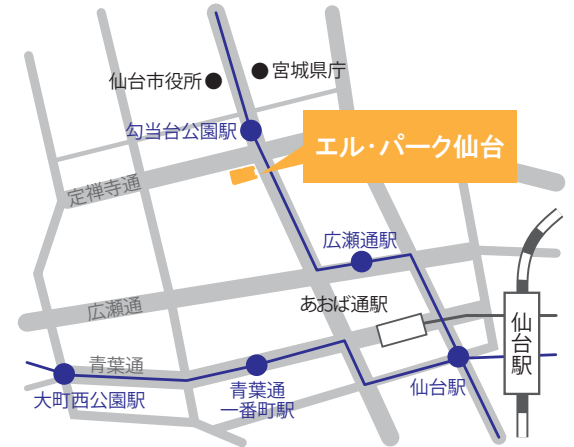 宮城県庁
仙台市役所
勾当台公園駅
エル・パーク仙台
定禅寺通
広瀬通駅
広瀬通
あおば通駅
仙台駅
青葉通
大町西公園駅
青葉通
一番町駅
仙台駅